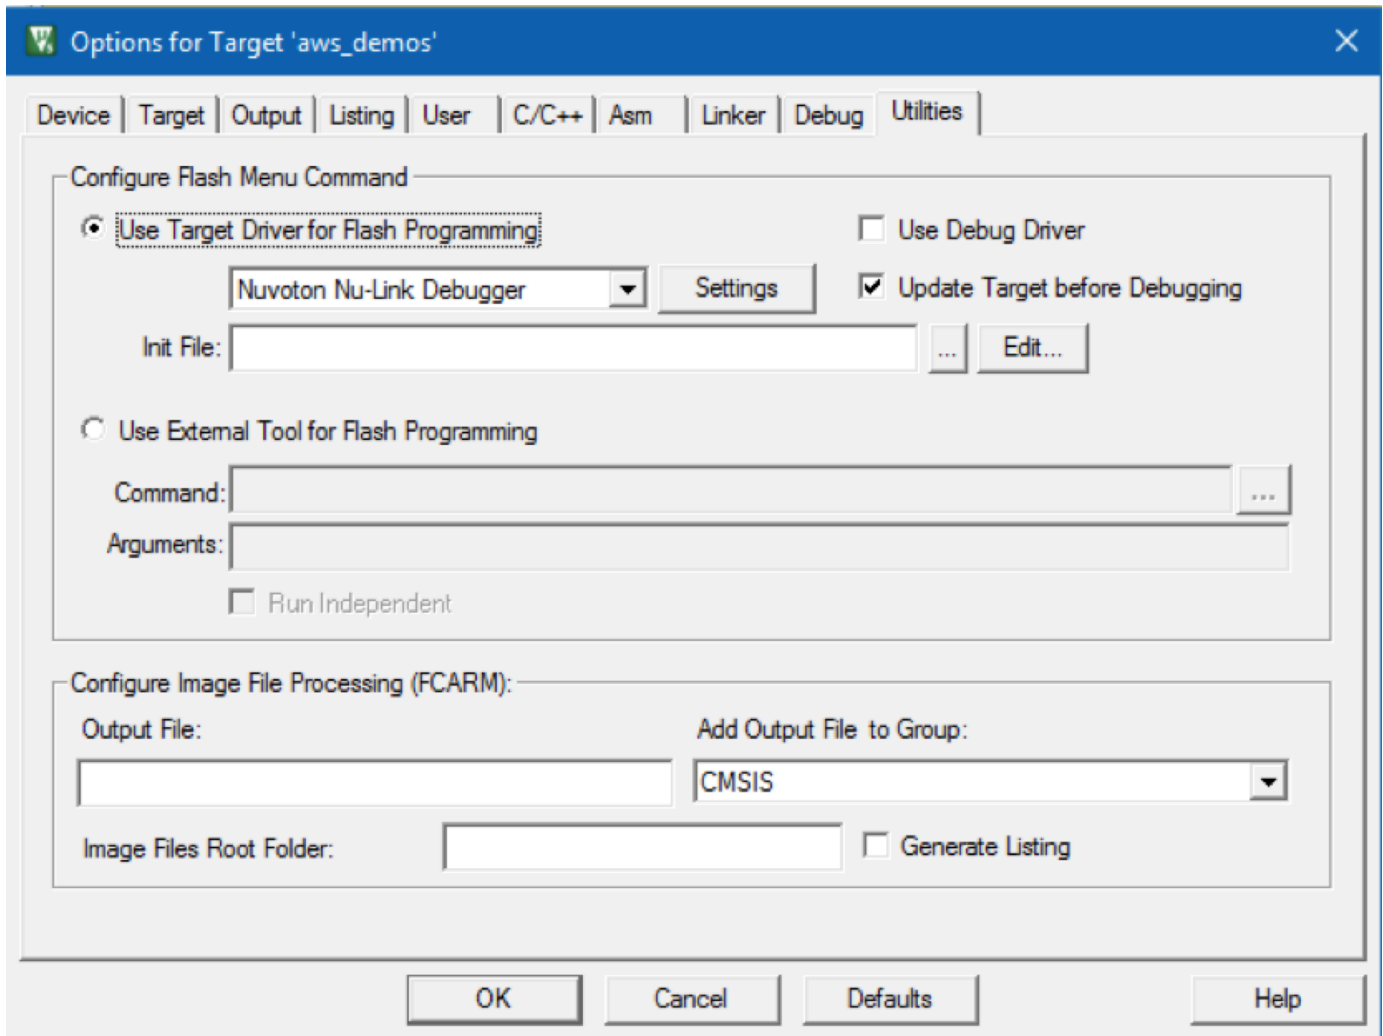 Options for Target 'aws_demos'
Device Target Output Listing User C/C++ Asm Linker Debug Utilities
Configure Flash Menu Command
Use Target Driver for Flash Programming Use Debug Driver
Nuvoton Nu-Link Debugger Settings Update Target before Debugging
Init File: ... Edit...
Use External Tool for Flash Programming
Command: ...
Arguments:
Run Independent
Configure Image File Processing (FCARM):
Output File: Add Output File to Group:
CMSIS
Image Files Root Folder: Generate Listing
OK Cancel Defaults Help